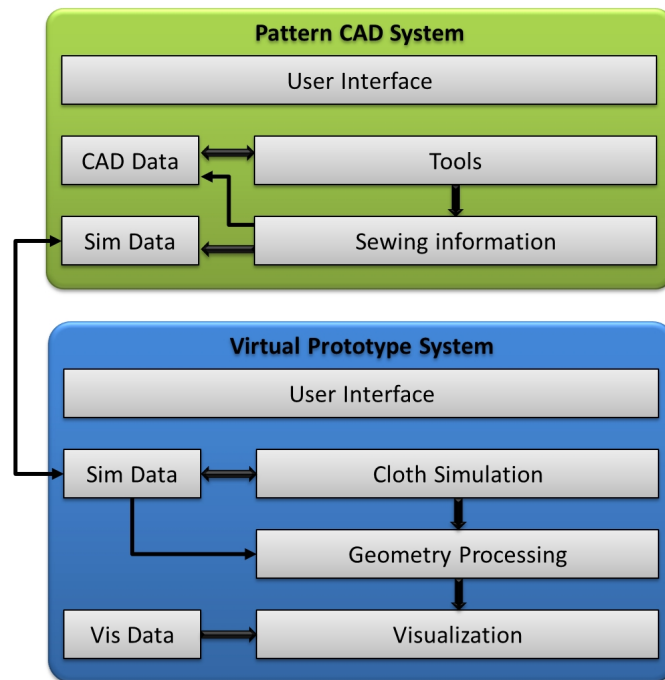 Pattern CAD System
User Interface
CAD Data
Tools
Sim Data
Sewing information
Virtual Prototype System
User Interface
Sim Data
Cloth Simulation
Geometry Processing
Vis Data
Visualization